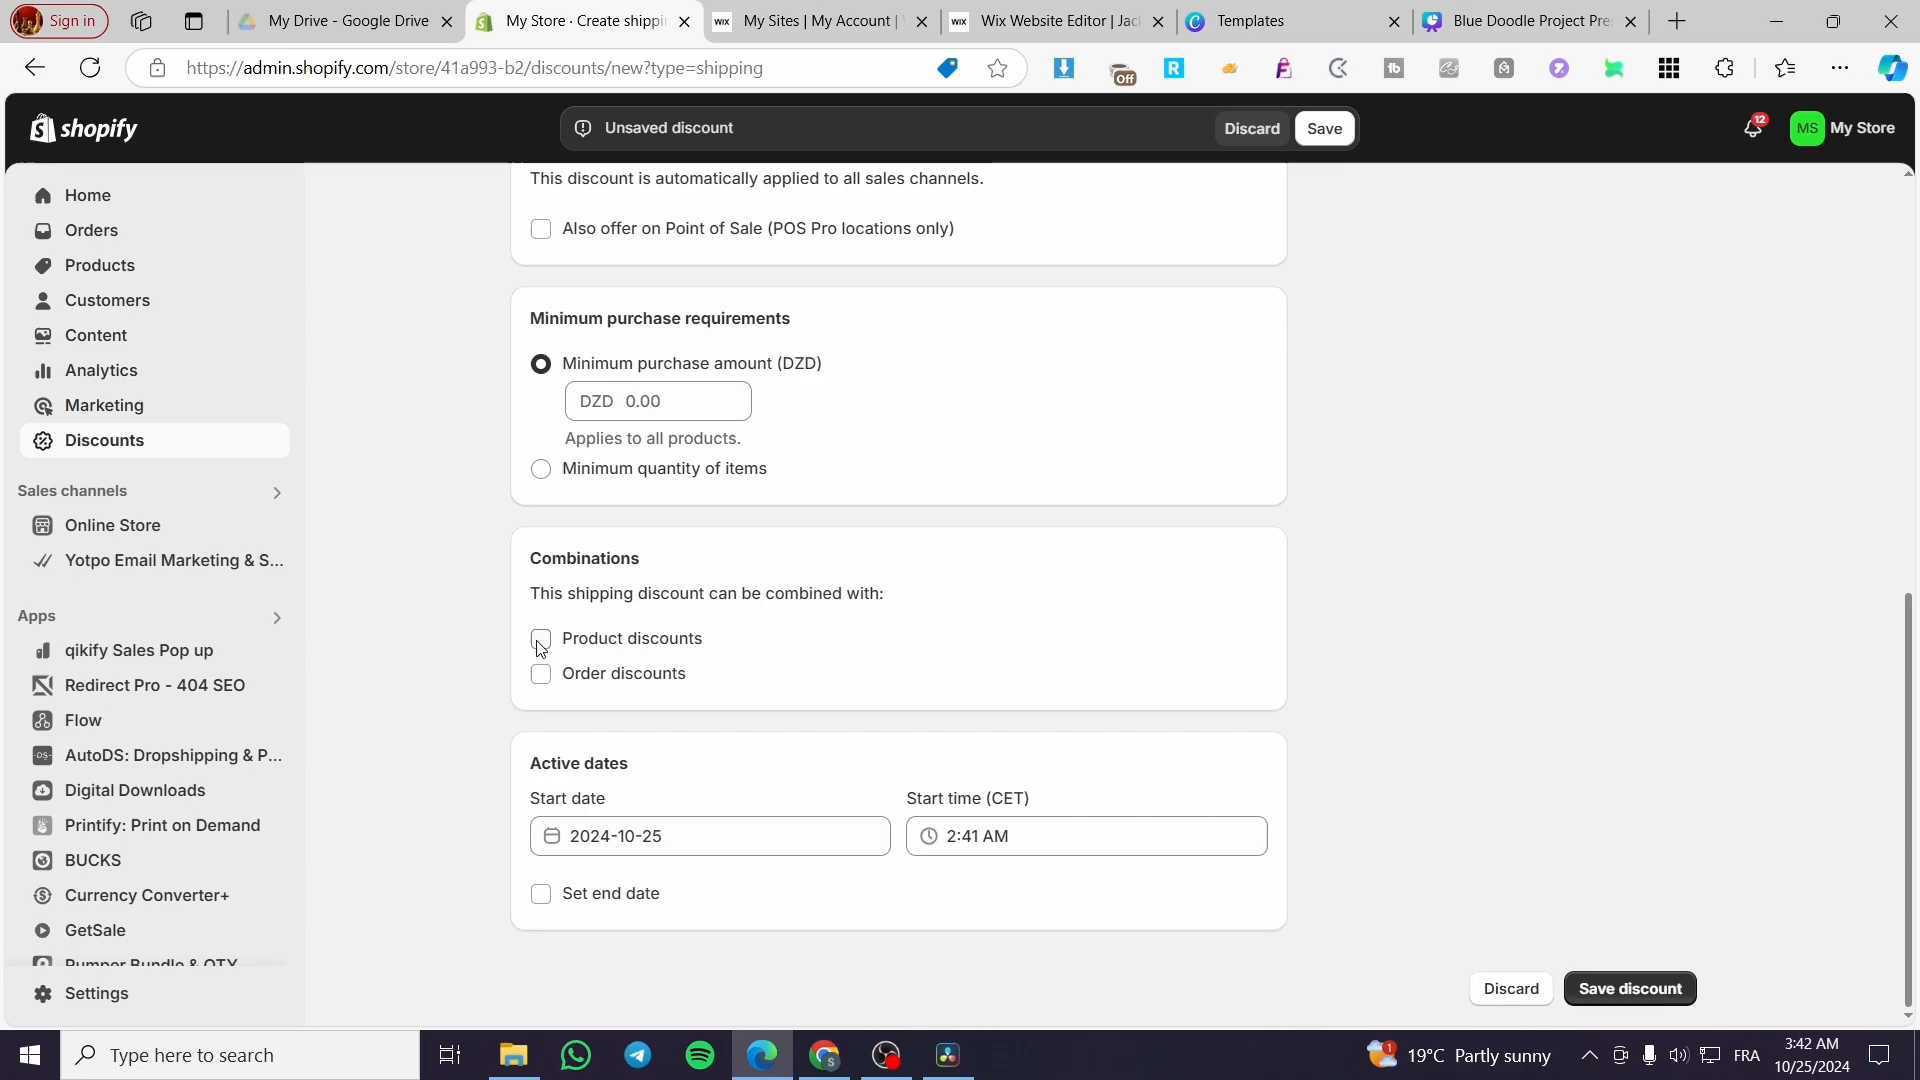 Sign in
My Drive - Google Drive
My Store · Create shippi
WIX My Sites | My Account |
WIX Wix Website Editor | Jac
Templates
Blue Doodle Project Pre
https://admin.shopify.com/store/41a993-b2/discounts/new?type=shipping
Off
shopify
Unsaved discount
Discard
Save
12
MS
My Store
Home
Orders
Products
Customers
Content
Analytics
Marketing
Discounts
Sales channels
Online Store
Yotpo Email Marketing & S...
Apps
qikify Sales Pop up
Redirect Pro - 404 SEO
Flow
AutoDS: Dropshipping & P...
Digital Downloads
Printify: Print on Demand
BUCKS
Currency Converter+
GetSale
Bumper Bundle & QTY
Settings
This discount is automatically applied to all sales channels.
Also offer on Point of Sale (POS Pro locations only)
Minimum purchase requirements
Minimum purchase amount (DZD)
DZD 0.00
Applies to all products.
Minimum quantity of items
Combinations
This shipping discount can be combined with:
Product discounts
Order discounts
Active dates
Start date
Start time (CET)
2024-10-25
2:41 AM
Set end date
Discard
Save discount
Type here to search
1
19°C Partly sunny
FRA
3:42 AM
10/25/2024